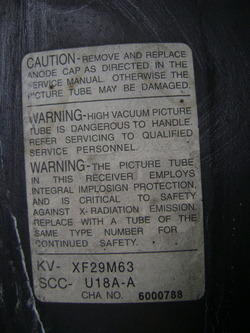 CAUTION-REMOVE AND REPLACE
ANODE CAP AS DIRECTED IN THE
SERVICE MANUAL. OTHERWISE THE
PICTURE TUBE MAY BE DAMAGED.
WARNING-HIGH VACUUM PICTURE
TUBE IS DANGEROUS TO HANDLE.
REFER SERVICING TO QUALIFIED
SERVICE PERSONNEL.
WARNING- THE PICTURE TUBE
IN THIS RECEIVER EMPLOYS
INTEGRAL IMPLOSION PROTECTION,
AND IS CRITICAL TO SAFETY
AGAINST X-RADIATION EMISSION.
REPLACE WITH A TUBE OF THE
SAME TYPE NUMBER FOR
CONTINUED SAFETY.
KV- XF29M63
SCC- U18A-A
CHA NO. 6000788